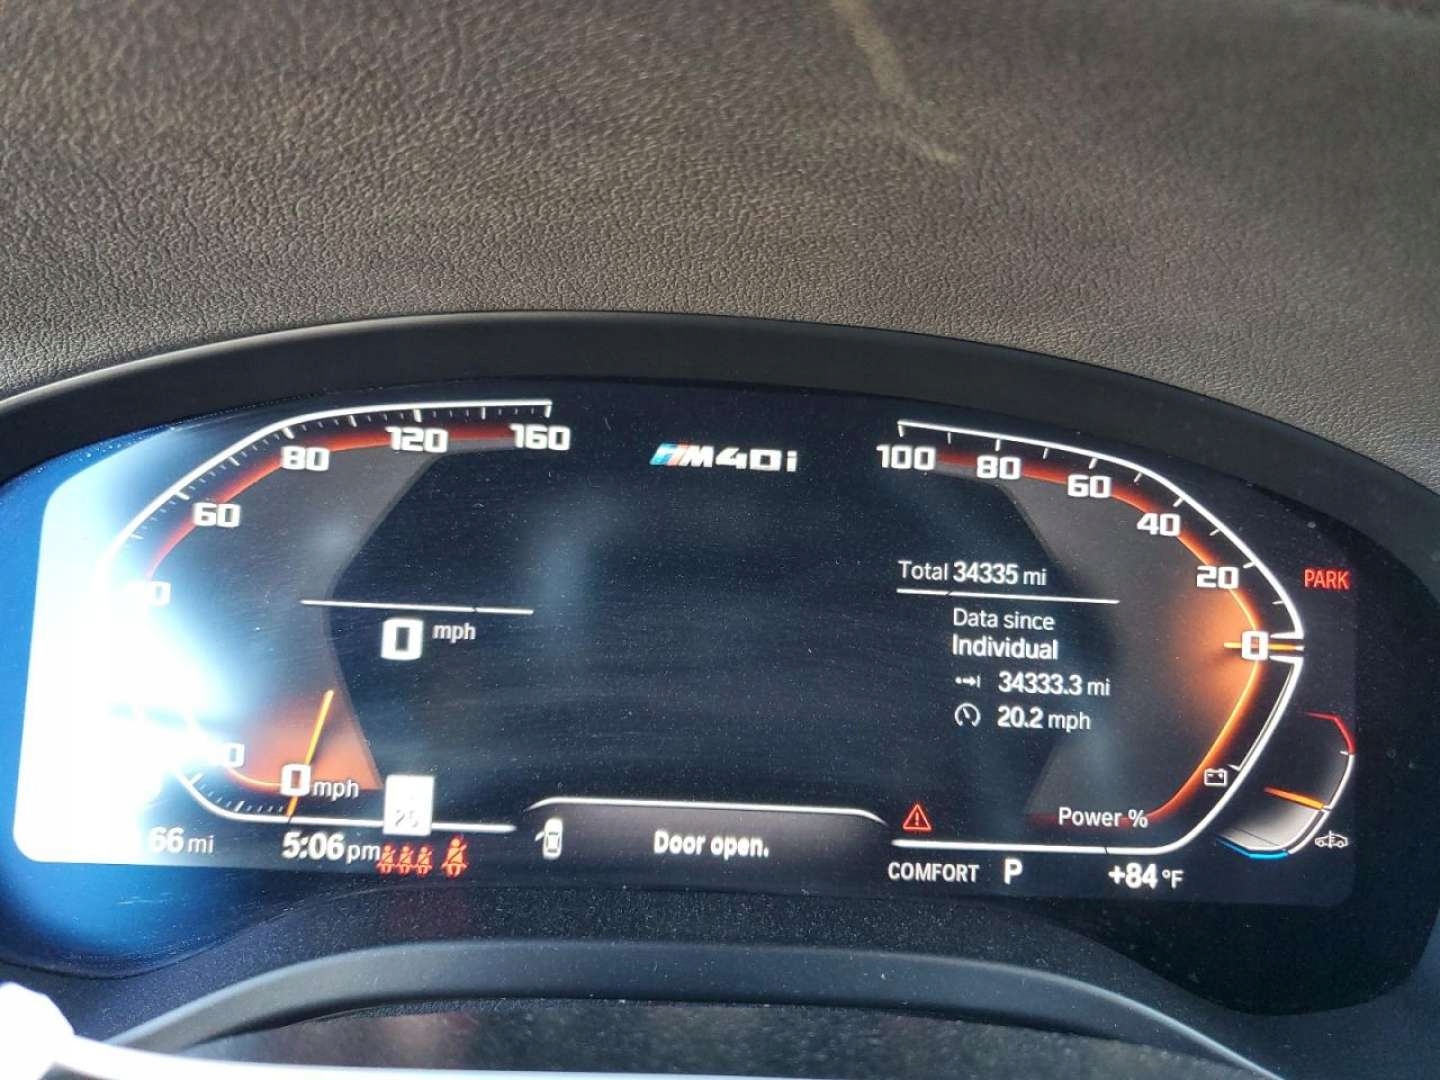 80 120 160
60
M40i
100 80 60
40
20
0
PARK
Total 34335 mi
Data since
Individual
34333.3 mi
20.2 mph
0 mph
0 mph
25
Power %
66 mi
5:06 pm
Door open.
COMFORT P
+84 °F